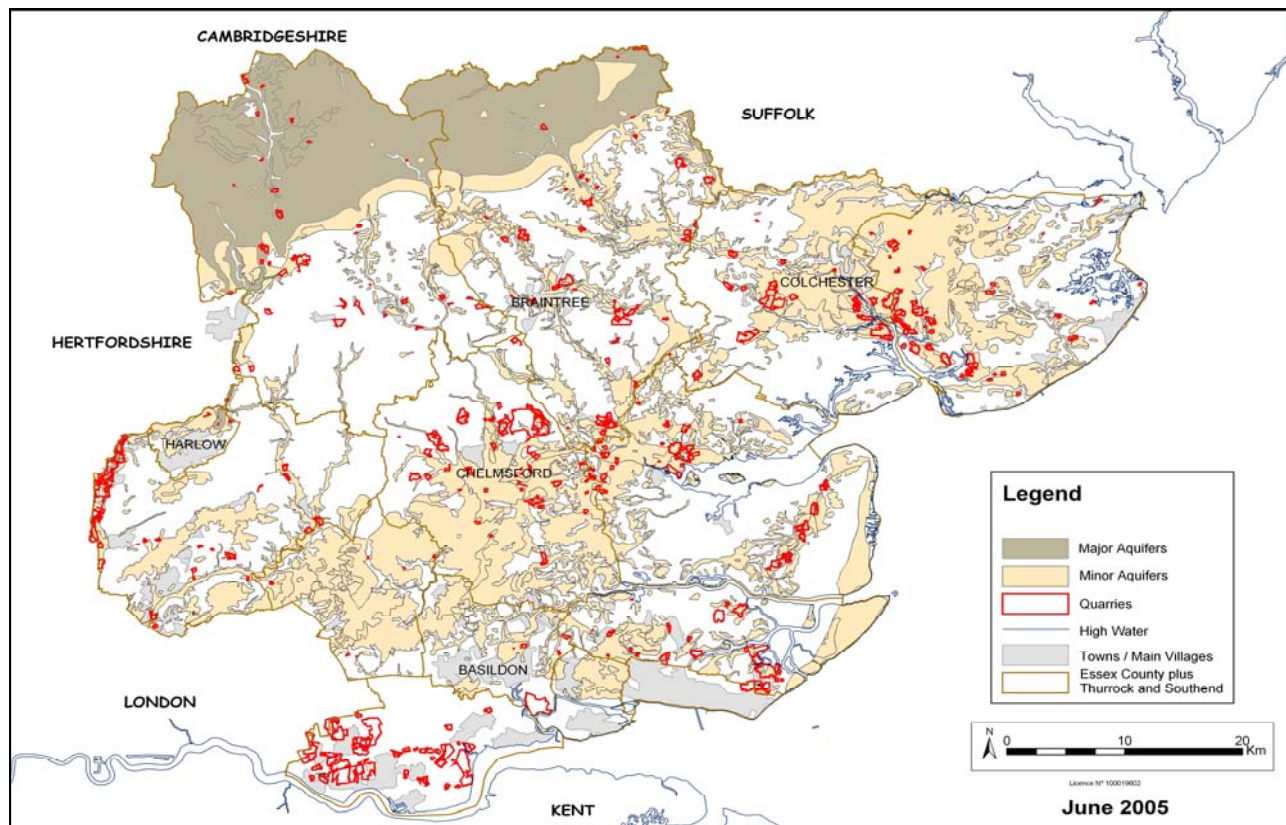 CAMBRIDGESHIRE
SUFFOLK
COLCHESTER
BRAINTREE
HERTFORDSHIRE
HARLOW
CHELMSFORD
BASILDON
LONDON
KENT
Legend
Major Aquifers
Minor Aquifers
Quarries
High Water
Towns / Main Villages
Essex County plus
Thurrock and Southend
N
0 10 20
Km
Licence Nº 100019602
June 2005